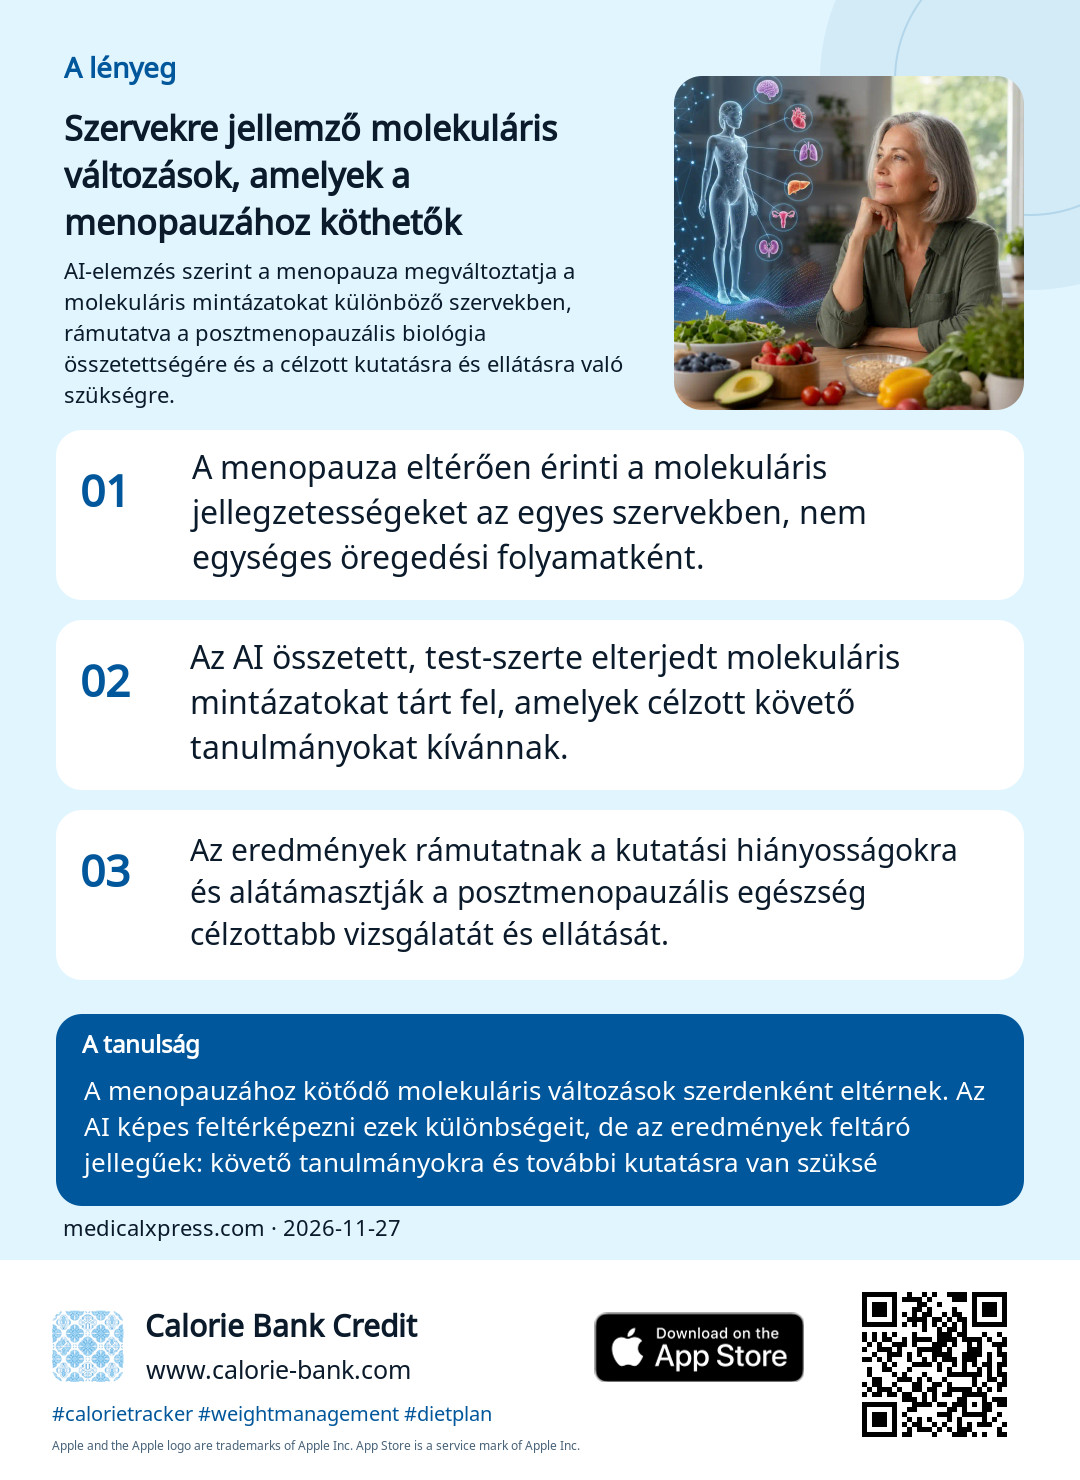 A lényeg
Szervekre jellemző molekuláris
változások, amelyek a
menopauzához köthetők
AI-elemzés szerint a menopauza megváltoztatja a
molekuláris mintázatokat különböző szervekben,
rámutatva a posztmenopauzális biológia
összetettségére és a célzott kutatásra és ellátásra való
szükségre.
01
A menopauza eltérően érinti a molekuláris
jellegzetességeket az egyes szervekben, nem
egységes öregedési folyamatként.
02
Az AI összetett, test-szerte elterjedt molekuláris
mintázatokat tárt fel, amelyek célzott követő
tanulmányokat kívánnak.
03
Az eredmények rámutatnak a kutatási hiányosságokra
és alátámasztják a posztmenopauzális egészség
célzottabb vizsgálatát és ellátását.
A tanulság
A menopauzához kötődő molekuláris változások szerdenként eltérnek. Az
AI képes feltérképezni ezek különbségeit, de az eredmények feltáró
jellegűek: követő tanulmányokra és további kutatásra van szüksé
medicalxpress.com · 2026-11-27
Calorie Bank Credit
www.calorie-bank.com
#calorietracker #weightmanagement #dietplan
Apple and the Apple logo are trademarks of Apple Inc. App Store is a service mark of Apple Inc.
Download on the
App Store